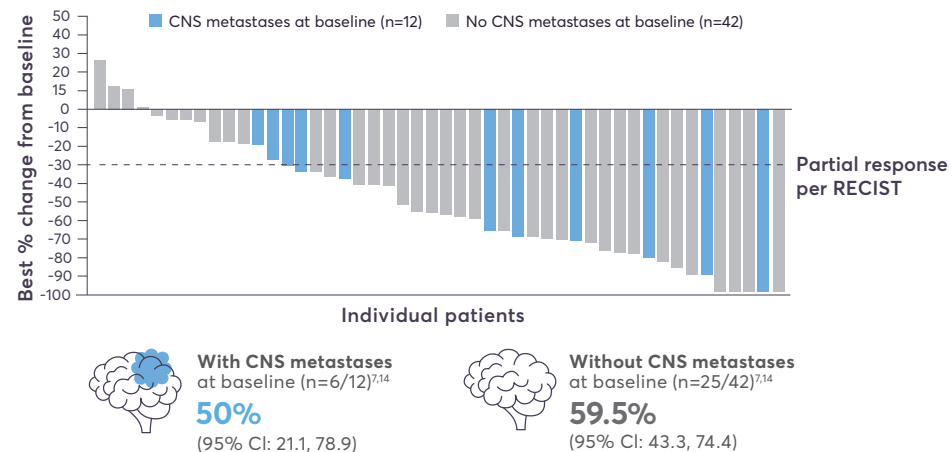 CNS metastases at baseline (n=12) No CNS metastases at baseline (n=42)
Best % change from baseline
50
40
30
20
15
0
-10
-20
-30
-40
-50
-60
-70
-80
-90
-100
Partial response
per RECIST
Individual patients
With CNS metastases
at baseline (n=6/12)7,14
50%
(95% CI: 21.1, 78.9)
Without CNS metastases
at baseline (n=25/42)7,14
59.5%
(95% CI: 43.3, 74.4)